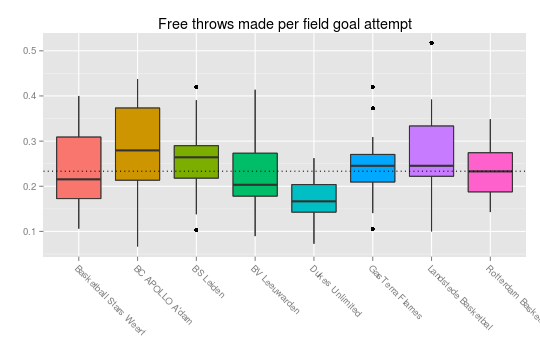 Free throws made per field goal attempt
0.5
0.4
0.3
0.2
0.1
Basketball Stars Weert
BC APOLLO A'dam
BS Leiden
BV Leeuwarden
Dukes Unlimited
GasTerra Flames
Landstede Basketbal
Rotterdam Baske